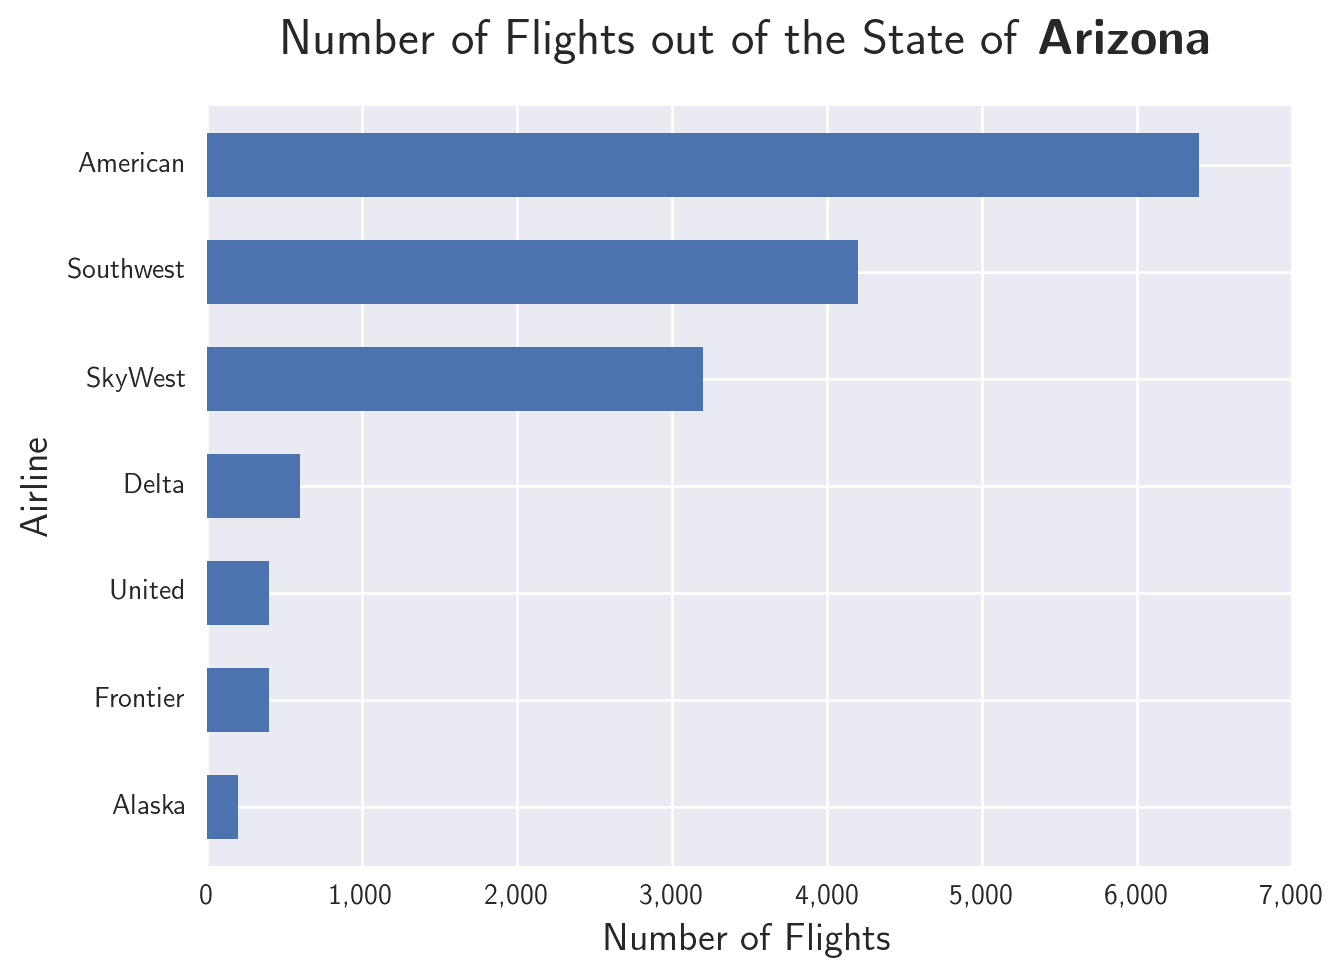 Number of Flights out of the State of Arizona
American
Southwest
SkyWest
Delta
United
Frontier
Alaska
Airline
0 1,000 2,000 3,000 4,000 5,000 6,000 7,000
Number of Flights